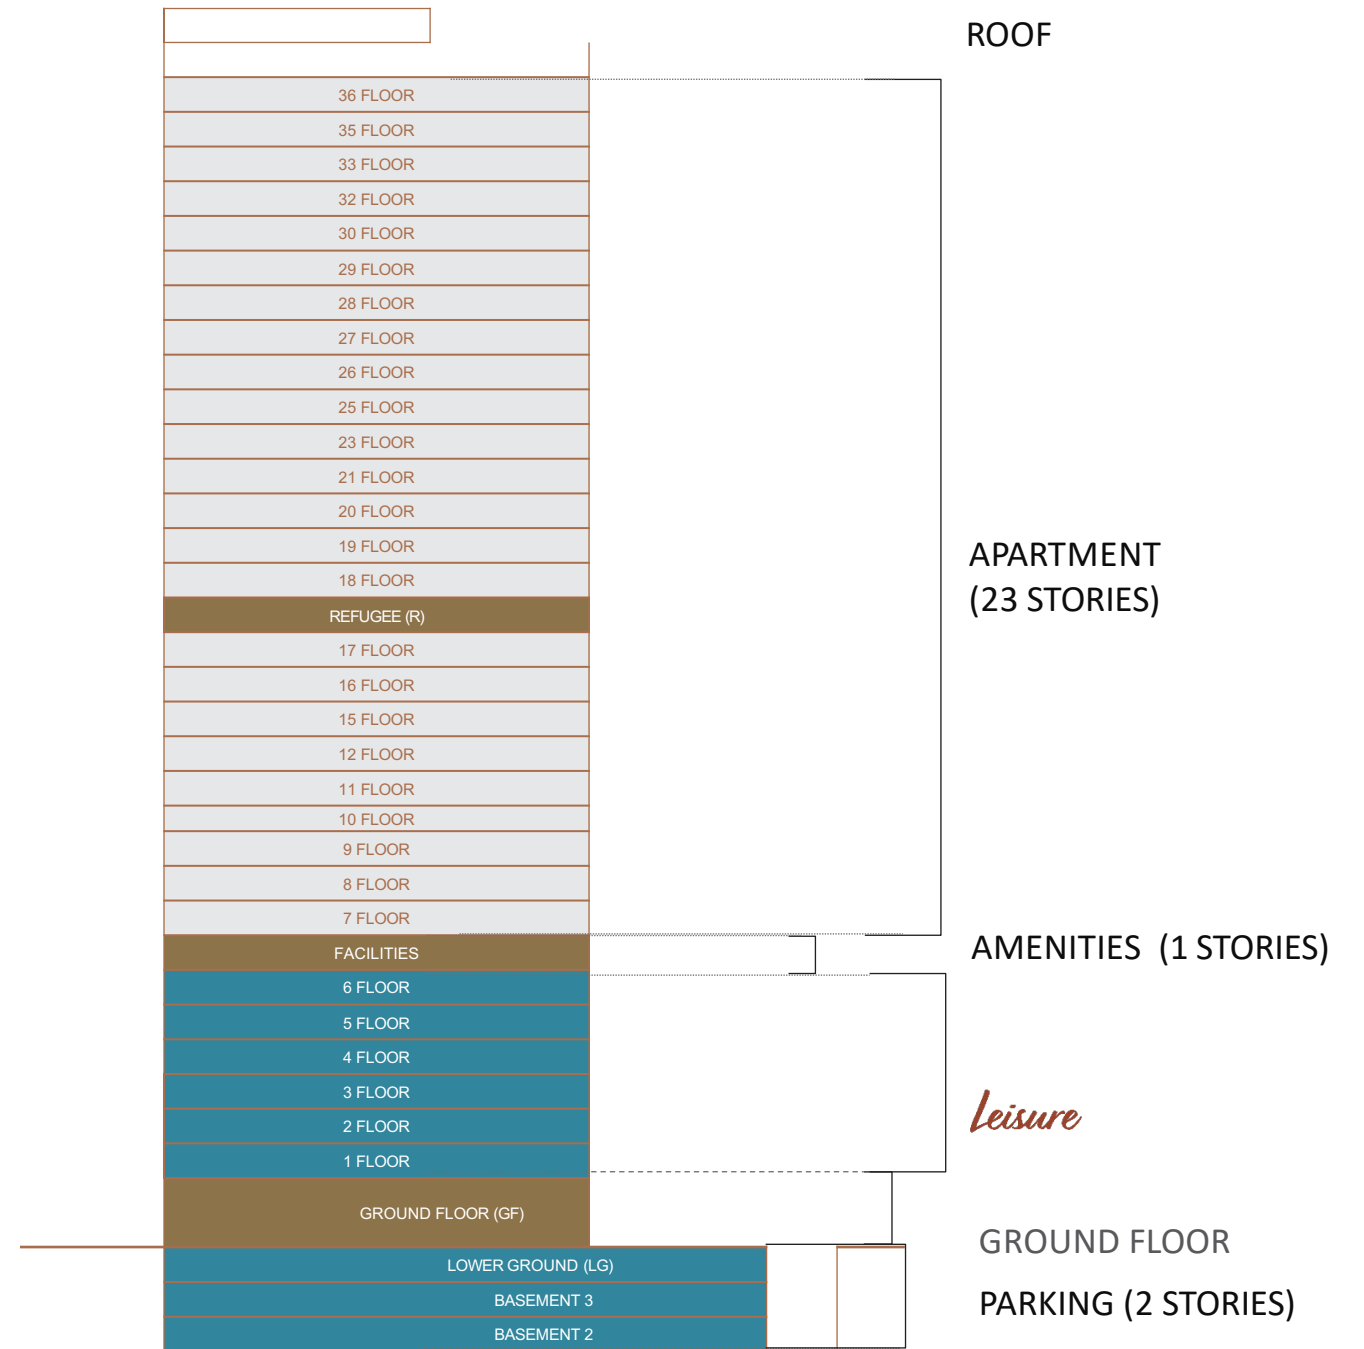 ROOF
36 FLOOR
35 FLOOR
33 FLOOR
32 FLOOR
30 FLOOR
29 FLOOR
28 FLOOR
27 FLOOR
26 FLOOR
25 FLOOR
23 FLOOR
21 FLOOR
20 FLOOR
19 FLOOR
18 FLOOR
REFUGEE (R)
17 FLOOR
16 FLOOR
15 FLOOR
12 FLOOR
11 FLOOR
10 FLOOR
9 FLOOR
8 FLOOR
7 FLOOR
APARTMENT
(23 STORIES)
FACILITIES
AMENITIES (1 STORIES)
6 FLOOR
5 FLOOR
4 FLOOR
3 FLOOR
2 FLOOR
1 FLOOR
Leisure
GROUND FLOOR (GF)
GROUND FLOOR
LOWER GROUND (LG)
BASEMENT 3
BASEMENT 2
PARKING (2 STORIES)